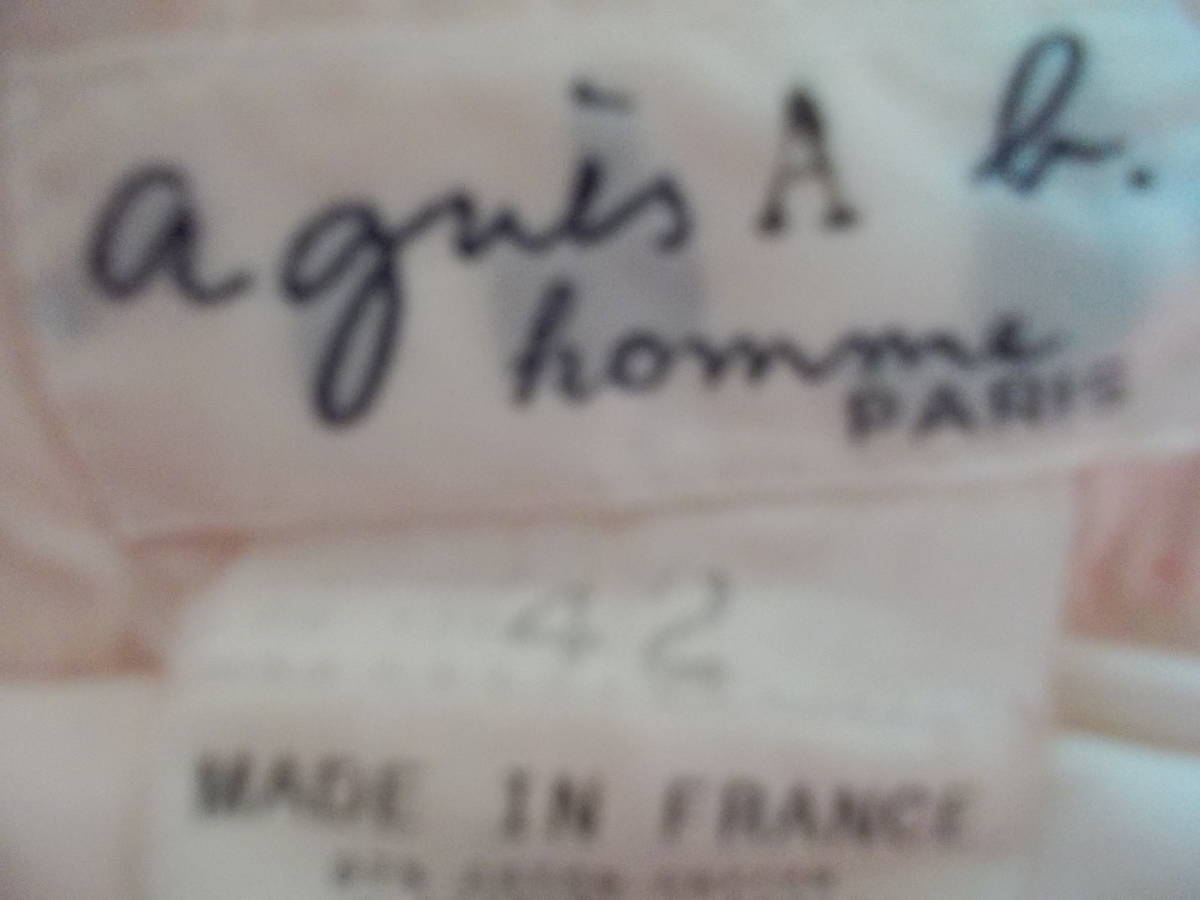 agnès A b.
homme
PARIS
42
MADE IN FRANCE